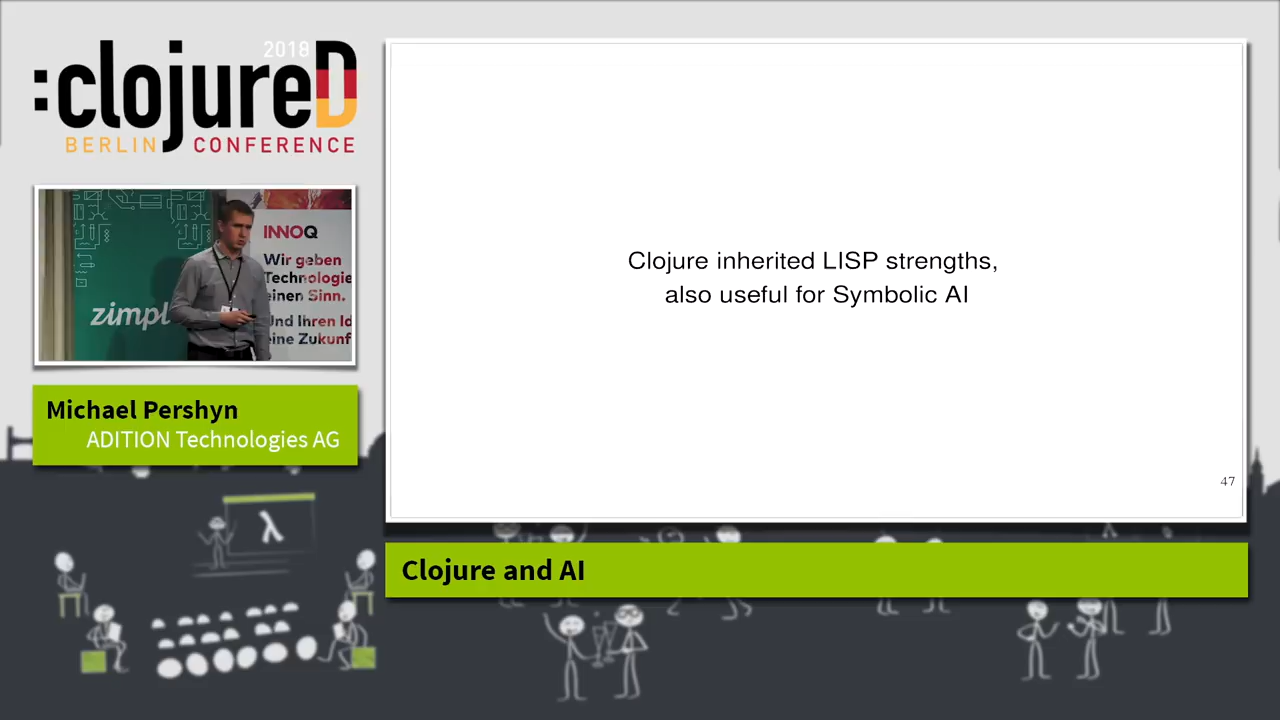 2018
:clojureD
BERLIN CONFERENCE
INNOQ
Wir geben
Technologie
einen Sinn.
Und Ihren Id
eine Zukunf
zimpl
Michael Pershyn
ADITION Technologies AG
Clojure inherited LISP strengths,
also useful for Symbolic AI
47
Clojure and AI
λ